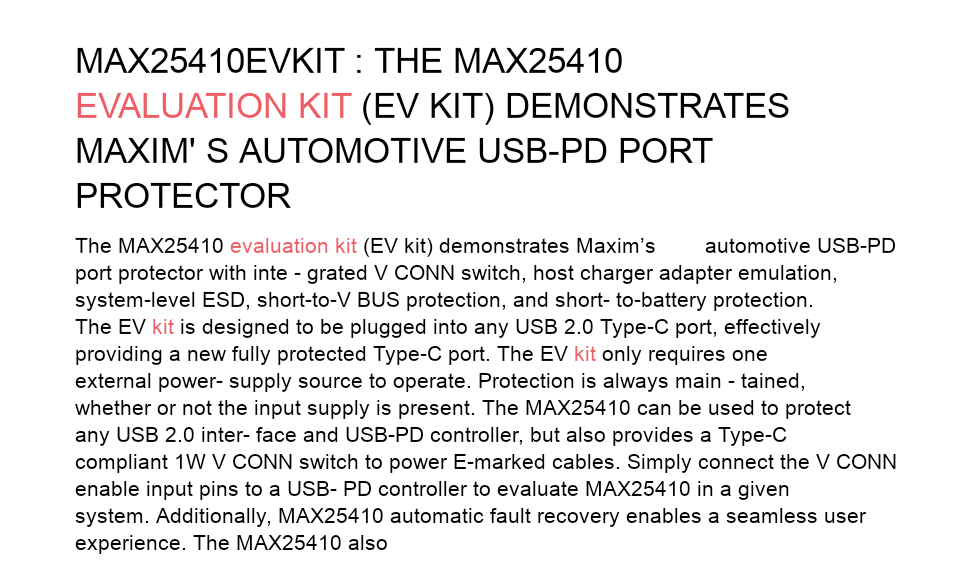 MAX25410EVKIT : THE MAX25410
EVALUATION KIT (EV KIT) DEMONSTRATES
MAXIM' S AUTOMOTIVE USB-PD PORT
PROTECTOR
The MAX25410 evaluation kit (EV kit) demonstrates Maxim’s automotive USB-PD
port protector with inte - grated V CONN switch, host charger adapter emulation,
system-level ESD, short-to-V BUS protection, and short- to-battery protection.
The EV kit is designed to be plugged into any USB 2.0 Type-C port, effectively
providing a new fully protected Type-C port. The EV kit only requires one
external power- supply source to operate. Protection is always main - tained,
whether or not the input supply is present. The MAX25410 can be used to protect
any USB 2.0 inter- face and USB-PD controller, but also provides a Type-C
compliant 1W V CONN switch to power E-marked cables. Simply connect the V CONN
enable input pins to a USB- PD controller to evaluate MAX25410 in a given
system. Additionally, MAX25410 automatic fault recovery enables a seamless user
experience. The MAX25410 also